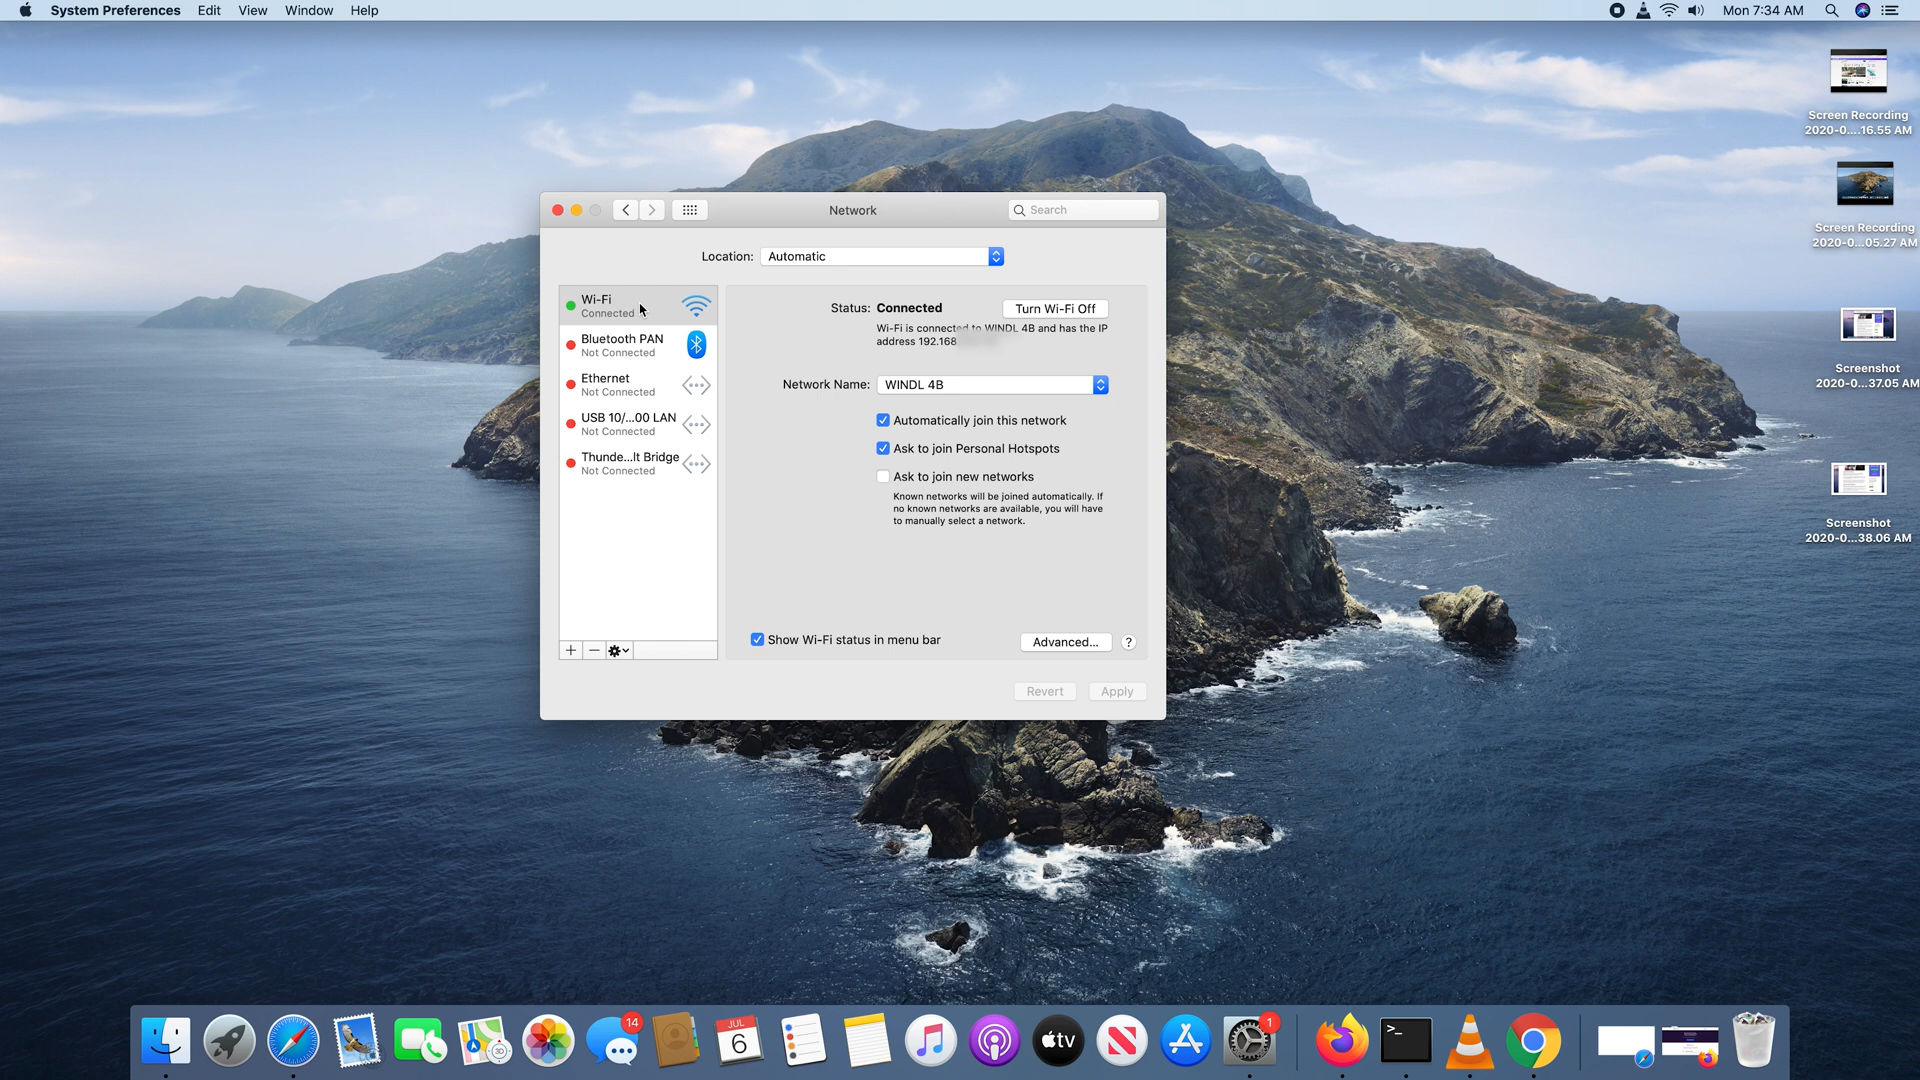 System Preferences Edit View Window Help
Mon 7:34 AM
Screen Recording
2020-0....16.55 AM
Screen Recording
2020-0...05.27 AM
Screenshot
2020-0...37.05 AM
Screenshot
2020-0...38.06 AM
Network
Search
Location: Automatic
Wi-Fi
Connected
Bluetooth PAN
Not Connected
Ethernet
Not Connected
USB 10/...00 LAN
Not Connected
Thunde...lt Bridge
Not Connected
Status: Connected
Turn Wi-Fi Off
Wi-Fi is connected to WINDL 4B and has the IP
address 192.168
Network Name: WINDL 4B
Automatically join this network
Ask to join Personal Hotspots
Ask to join new networks
Known networks will be joined automatically. If
no known networks are available, you will have
to manually select a network.
Show Wi-Fi status in menu bar
Advanced...
?
Revert
Apply
3D
14
JUL
6
tv
1
>_